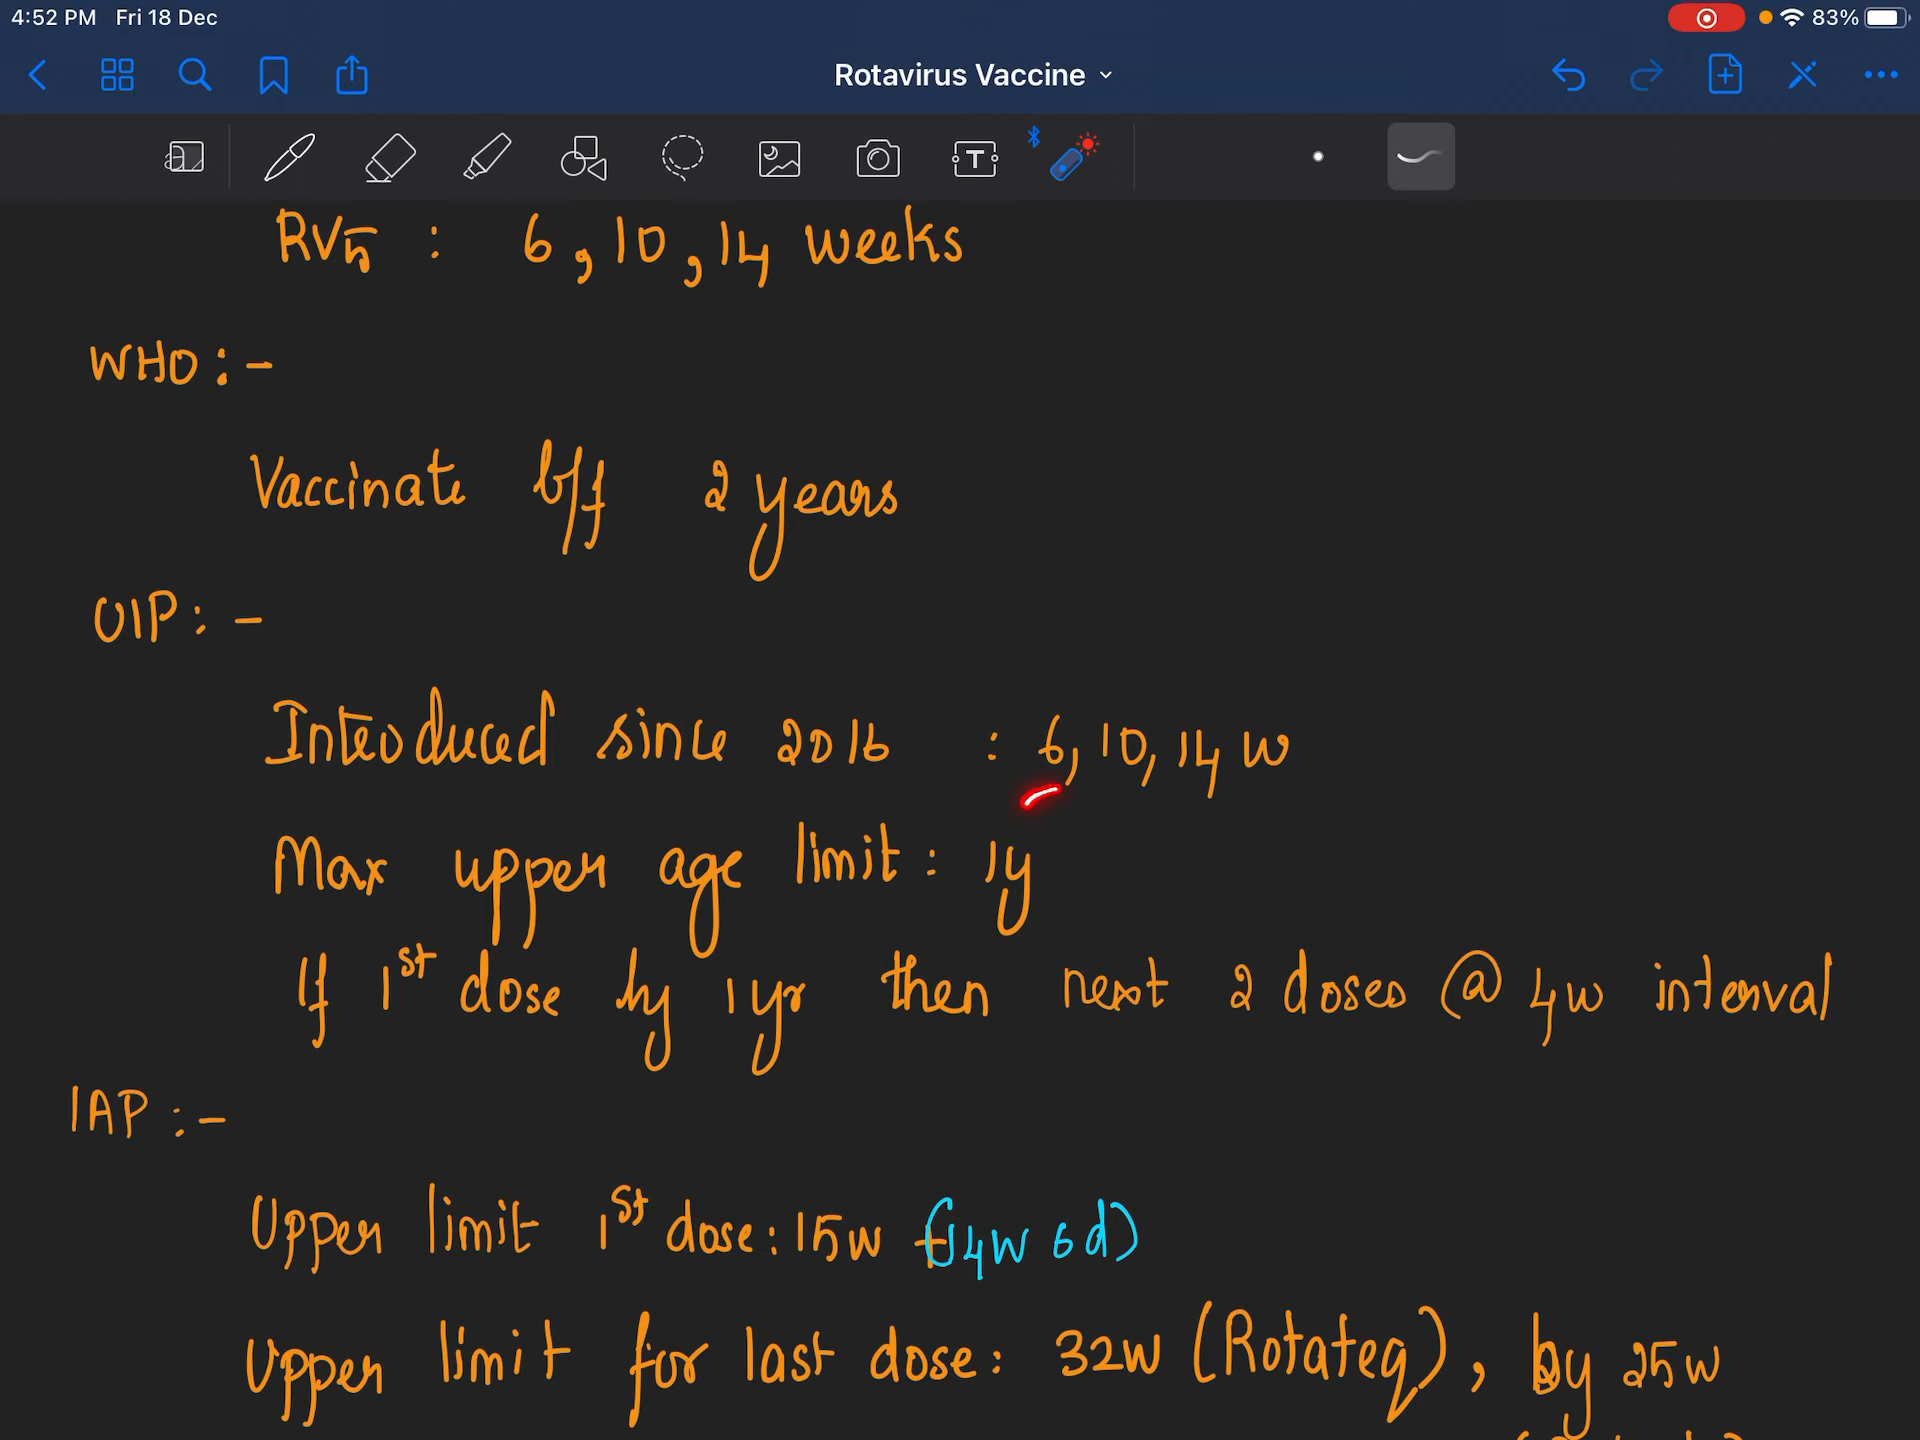 4:52 PM Fri 18 Dec 83%
Rotavirus Vaccine
RV5 : 6, 10, 14 weeks
WHO :-
Vaccinate b/f 2 years
UIP : -
Introduced since 2016 : 6, 10, 14 w
Max upper age limit : 1y
If 1st dose by 1 yr then next 2 doses @ 4w interval
IAP :-
Upper limit 1st dose : 15w (14w 6d)
Upper limit for last dose : 32w (Rotateq), by 25w